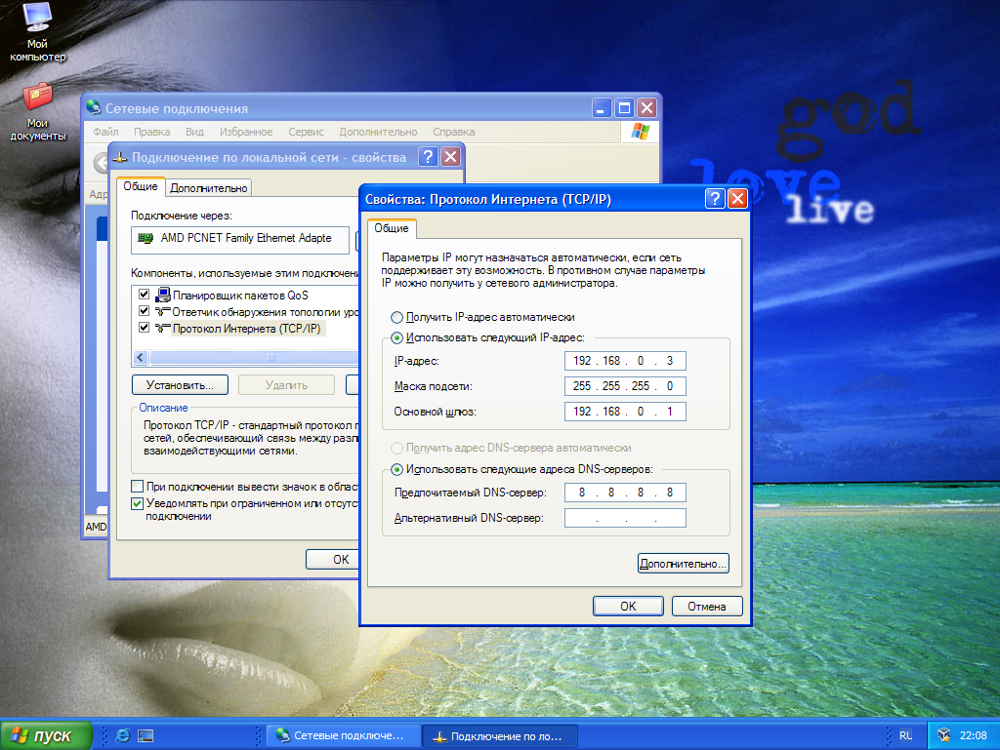 Мой
компьютер
Мои
документы
god
love
live
Сетевые подключения
Файл Правка Вид Избранное Сервис Дополнительно Справка
Адр
AMD
Подключение по локальной сети - свойства
Общие Дополнительно
Подключение через:
AMD PCNET Family Ethernet Adapte
Компоненты, используемые этим подключени
Планировщик пакетов QoS
Ответчик обнаружения топологии уро
Протокол Интернета (TCP/IP)
Установить... Удалить
Описание
Протокол TCP/IP - стандартный протокол г
сетей, обеспечивающий связь между разл
взаимодействующими сетями.
При подключении вывести значок в област
Уведомлять при ограниченном или отсутст
подключении
OK
Свойства: Протокол Интернета (TCP/IP)
Общие
Параметры IP могут назначаться автоматически, если сеть
поддерживает эту возможность. В противном случае параметры
IP можно получить у сетевого администратора.
Получить IP-адрес автоматически
Использовать следующий IP-адрес:
IP-адрес: 192 . 168 . 0 . 3
Маска подсети: 255 . 255 . 255 . 0
Основной шлюз: 192 . 168 . 0 . 1
Получить адрес DNS-сервера автоматически
Использовать следующие адреса DNS-серверов:
Предпочитаемый DNS-сервер: 8 . 8 . 8 . 8
Альтернативный DNS-сервер: . . .
Дополнительно...
OK Отмена
пуск Сетевые подключе... Подключение по ло... RU 22:08